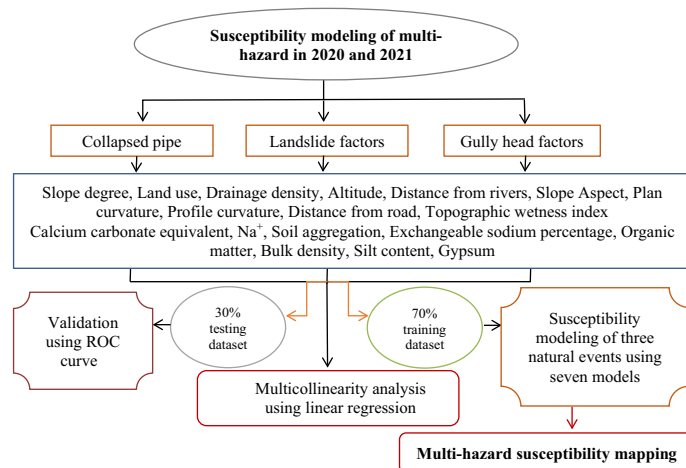 Susceptibility modeling of multi-
hazard in 2020 and 2021
Collapsed pipe
Landslide factors
Gully head factors
Slope degree, Land use, Drainage density, Altitude, Distance from rivers, Slope Aspect, Plan
curvature, Profile curvature, Distance from road, Topographic wetness index
Calcium carbonate equivalent, Na⁺, Soil aggregation, Exchangeable sodium percentage, Organic
matter, Bulk density, Silt content, Gypsum
Validation
using ROC
curve
30%
testing
dataset
70%
training
dataset
Susceptibility
modeling of three
natural events using
seven models
Multicollinearity analysis
using linear regression
Multi-hazard susceptibility mapping